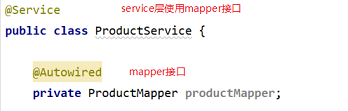 @Service service层使用mapper接口
public class ProductService {
@Autowired mapper接口
private ProductMapper productMapper;